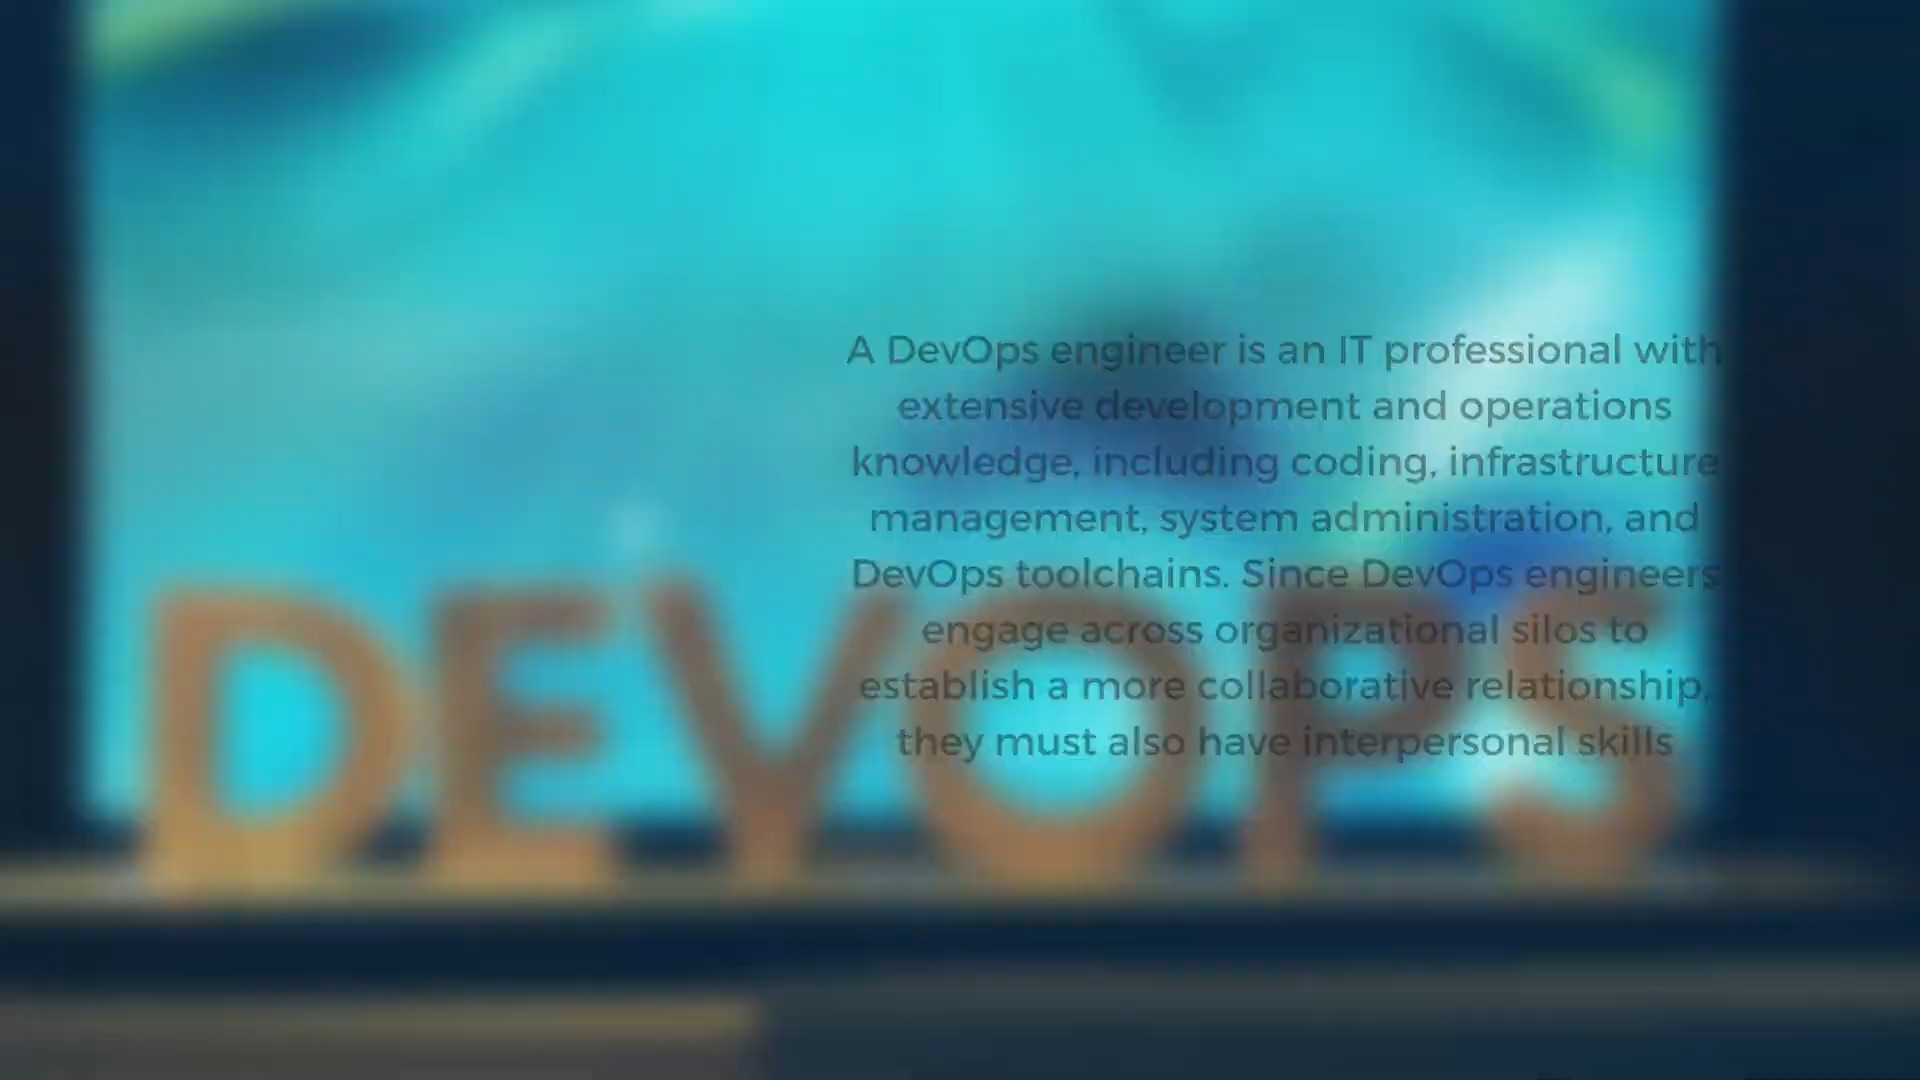 A DevOps engineer is an IT professional with
extensive development and operations
knowledge, including coding, infrastructure
management, system administration, and
DevOps toolchains. Since DevOps engineers
engage across organizational silos to
establish a more collaborative relationship,
they must also have interpersonal skills
DEVOPS